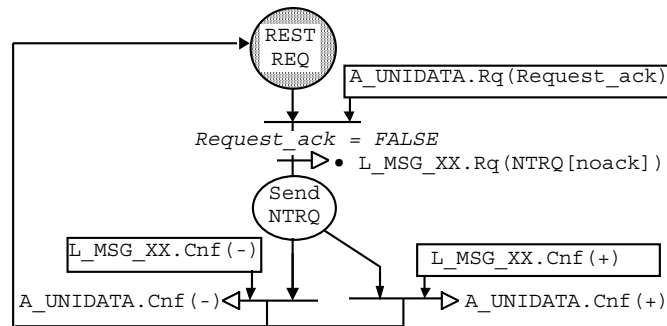 REST
REQ
A_UNIDATA.Rq(Request_ack)
Request_ack = FALSE
• L_MSG_XX.Rq(NTRQ[noack])
Send
NTRQ
L_MSG_XX.Cnf(-)
L_MSG_XX.Cnf(+)
A_UNIDATA.Cnf(-)
A_UNIDATA.Cnf(+)